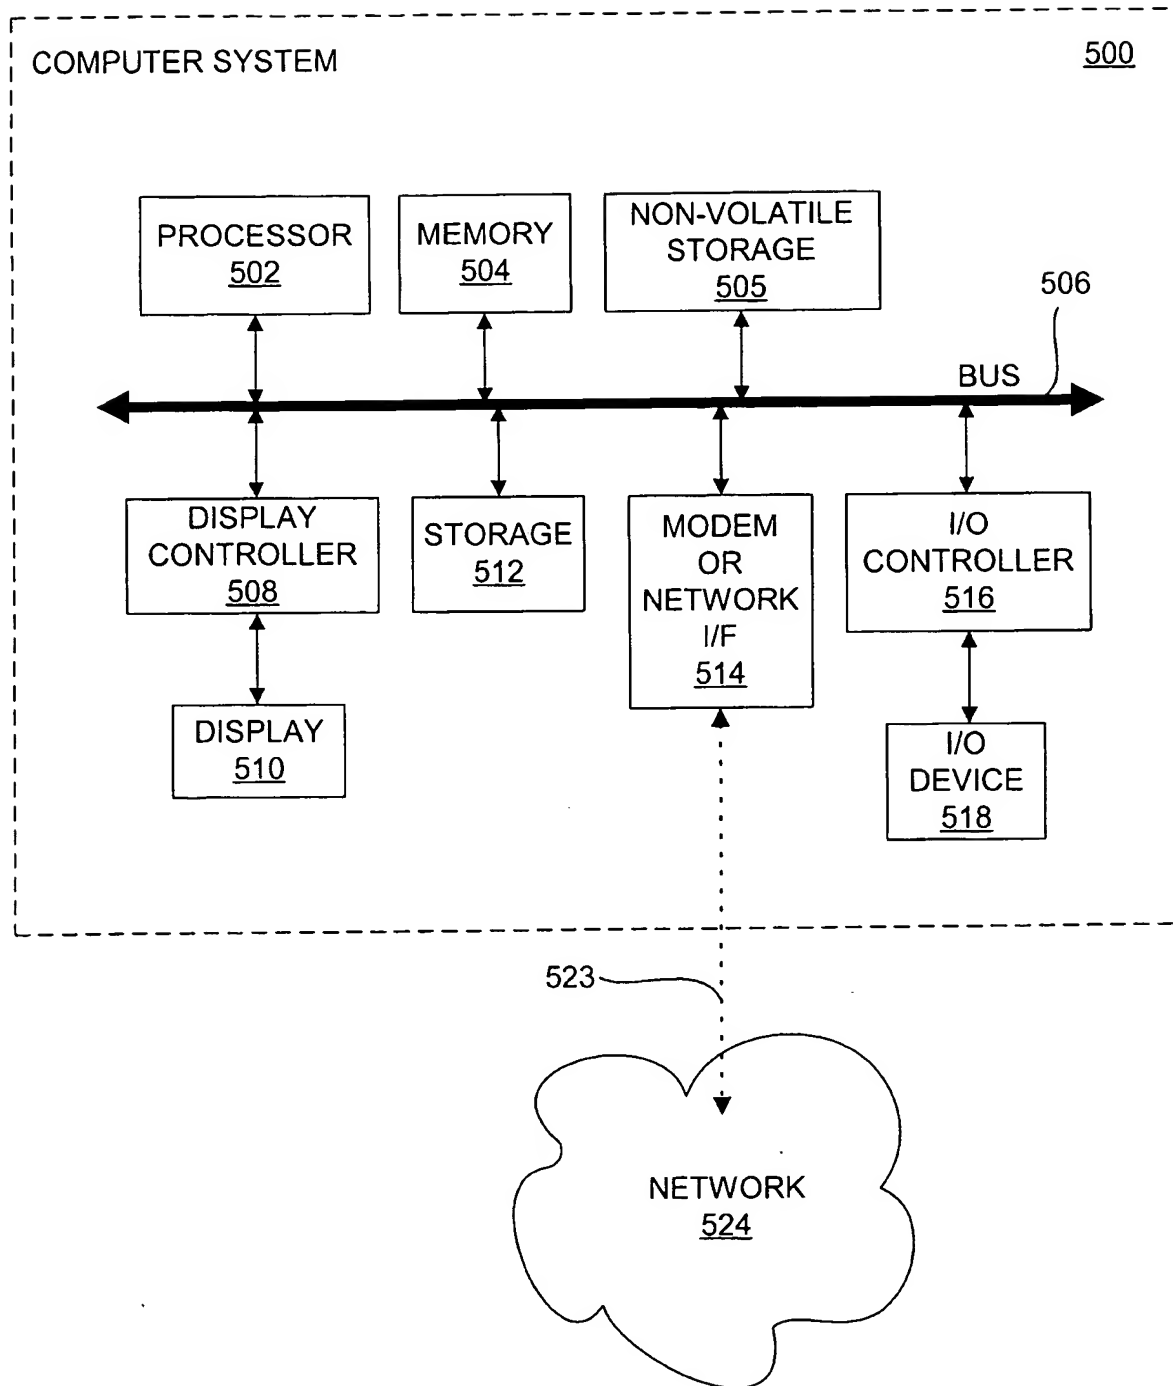 COMPUTER SYSTEM
500
PROCESSOR
502
MEMORY
504
NON-VOLATILE
STORAGE
505
506
BUS
DISPLAY
CONTROLLER
508
STORAGE
512
MODEM
OR
NETWORK
I/F
514
I/O
CONTROLLER
516
DISPLAY
510
I/O
DEVICE
518
523
NETWORK
524